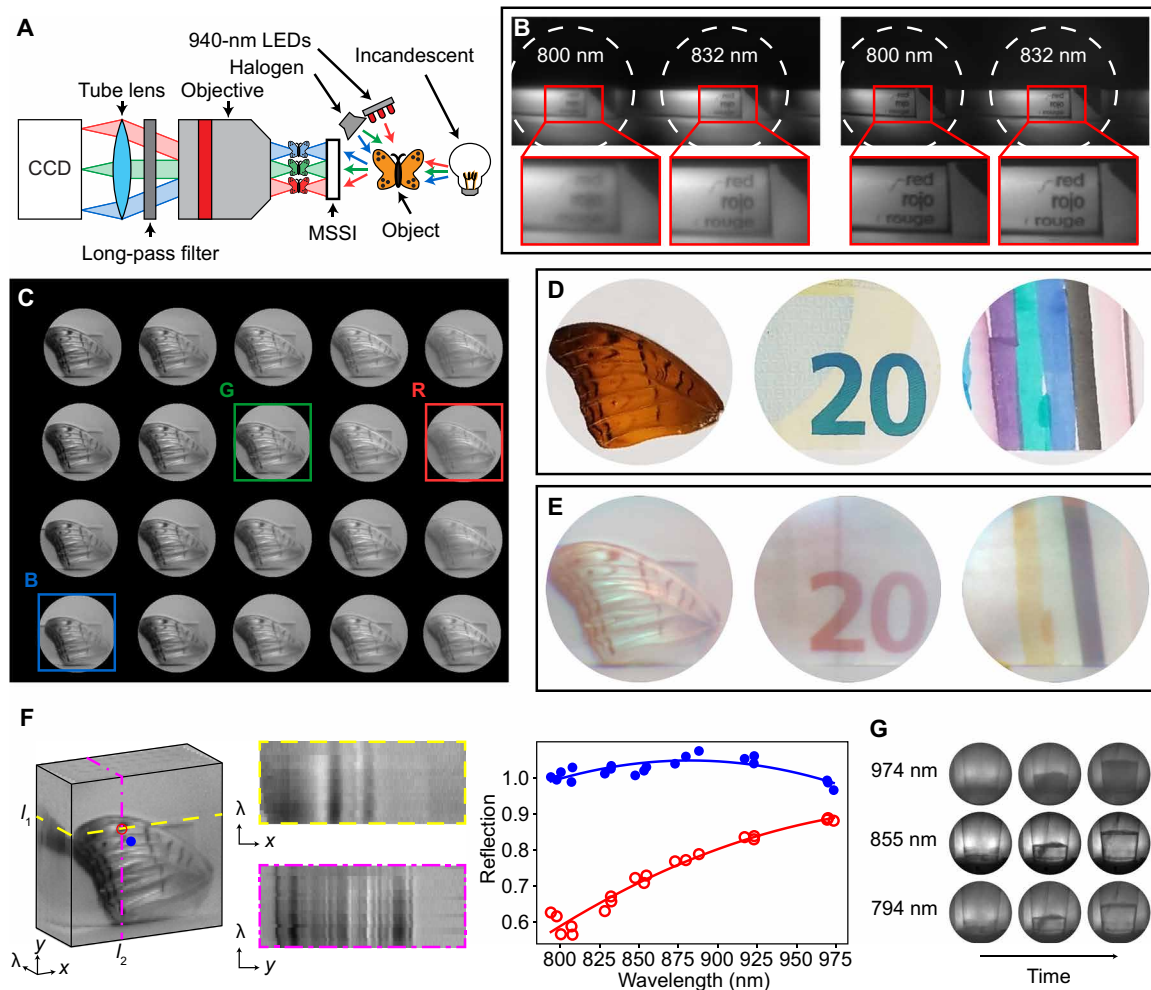 A
940-nm LEDs
Halogen
Incandescent
Tube lens
Objective
CCD
MSSI
Object
Long-pass filter
B
800 nm
832 nm
800 nm
832 nm
red
rojo
rouge
red
rojo
rouge
red
rojo
rouge
red
rojo
rouge
C
G
R
B
D
20
E
20
F
l1
l2
y
λ
x
λ
x
λ
y
Reflection
1.0
0.9
0.8
0.7
0.6
800 825 850 875 900 925 950 975
Wavelength (nm)
G
974 nm
855 nm
794 nm
Time